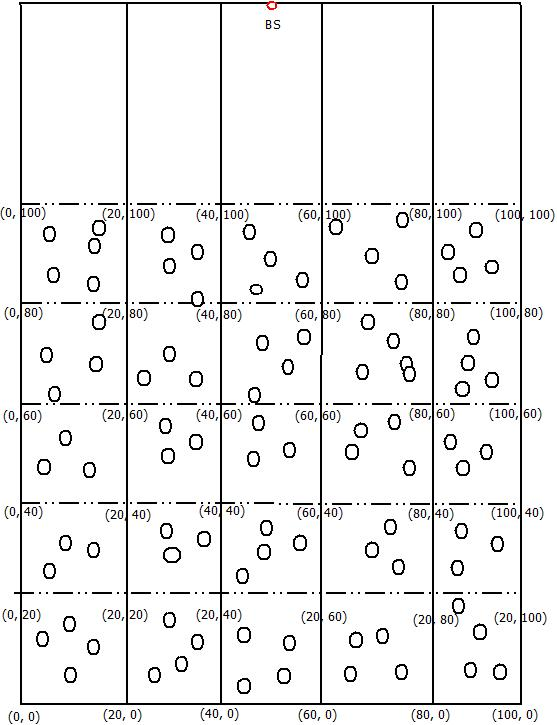 BS
(0, 100) (20, 100) (40, 100) (60, 100) (80, 100) (100, 100)
(0, 80) (20, 80) (40, 80) (60, 80) (80, 80) (100, 80)
(0, 60) (20, 60) (40, 60) (60, 60) (80, 60) (100, 60)
(0, 40) (20, 40) (40, 40) (60, 40) (80, 40) (100, 40)
(0, 20) (20, 20) (20, 40) (20, 60) (20, 80) (20, 100)
(0, 0) (20, 0) (40, 0) (60, 0) (80, 0) (100, 0)